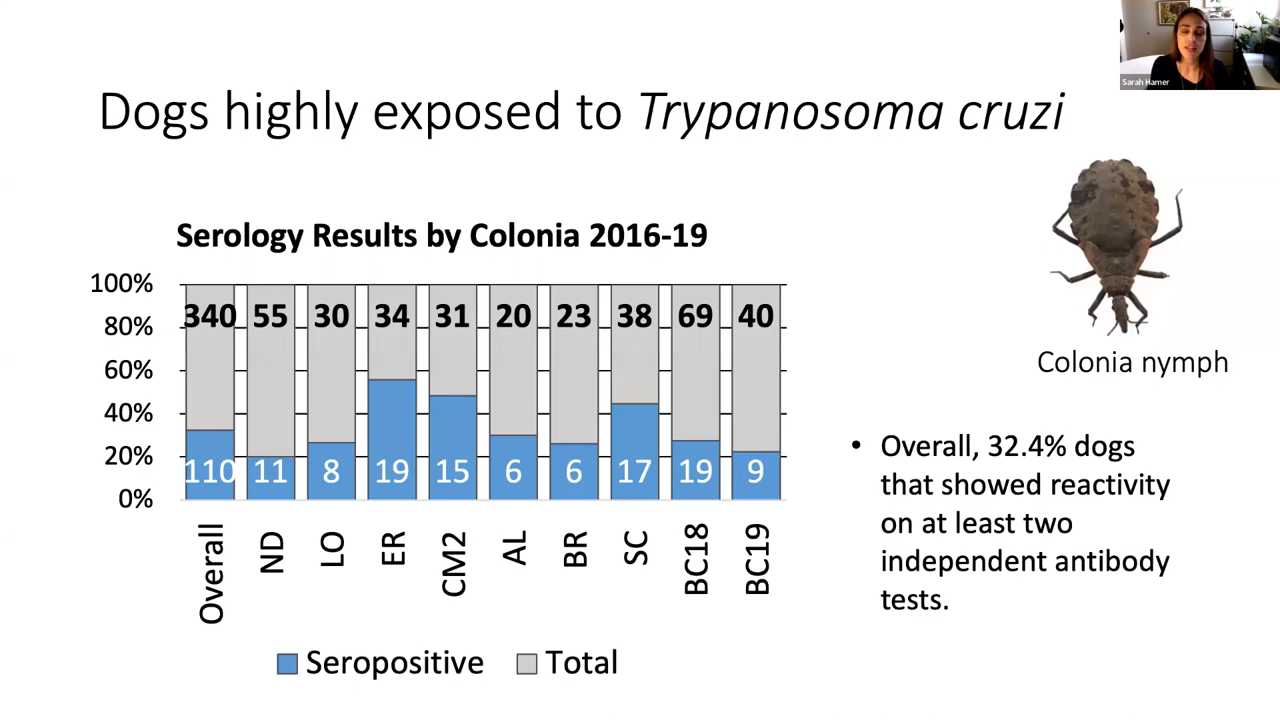 Sarah Hamer
Dogs highly exposed to Trypanosoma cruzi
Serology Results by Colonia 2016-19
100%
80%
60%
40%
20%
0%
340 55 30 34 31 20 23 38 69 40
110 11 8 19 15 6 6 17 19 9
Overall ND LO ER CM2 AL BR SC BC18 BC19
Seropositive Total
Colonia nymph
• Overall, 32.4% dogs
that showed reactivity
on at least two
independent antibody
tests.